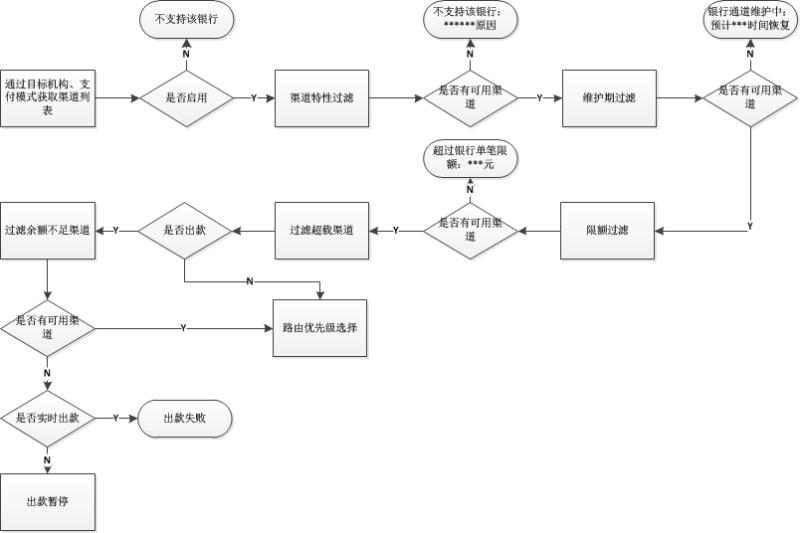 不支持该银行
不支持该银行：
******原因
银行通道维护中：
预计***时间恢复
N
N
N
通过目标机构、支
付模式获取渠道列
表
是否启用
Y
渠道特性过滤
是否有可用渠
道
Y
维护期过滤
是否有可用渠
道
超过银行单笔限
额：***元
N
过滤余额不足渠道
Y
是否出款
过滤超载渠道
Y
是否有可用渠
道
限额过滤
Y
N
是否有可用渠
道
Y
路由优先级选择
N
是否实时出款
Y
出款失败
N
出款暂停